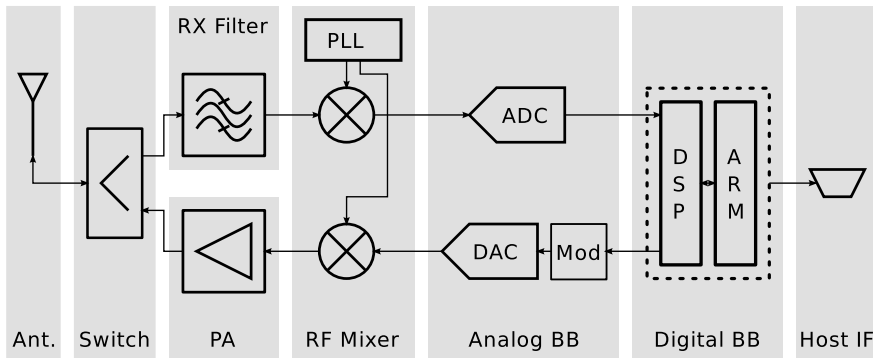 RX Filter
PLL
ADC
D
S
P
A
R
M
DAC
Mod
Ant.
Switch
PA
RF Mixer
Analog BB
Digital BB
Host IF